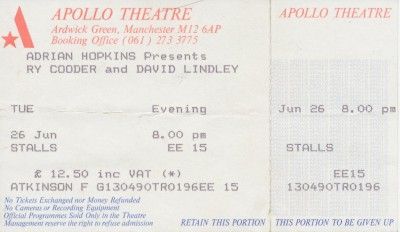 APOLLO THEATRE
Ardwick Green, Manchester M12 6AP
Booking Office (061) 273 3775
ADRIAN HOPKINS Presents
RY COODER and DAVID LINDLEY
TUE Evening
26 Jun 8.00 pm
STALLS EE 15
£ 12.50 inc VAT (*)
ATKINSON F G130490TR0196EE 15
No Tickets Exchanged nor Money Refunded
No Cameras or Recording Equipment
Official Programmes Sold Only in the Theatre
Management reserve the right to refuse admission
RETAIN THIS PORTION
APOLLO THEATRE
Jun 26 8.00 pm
STALLS
EE15
130490TR0196
THIS PORTION TO BE GIVEN UP